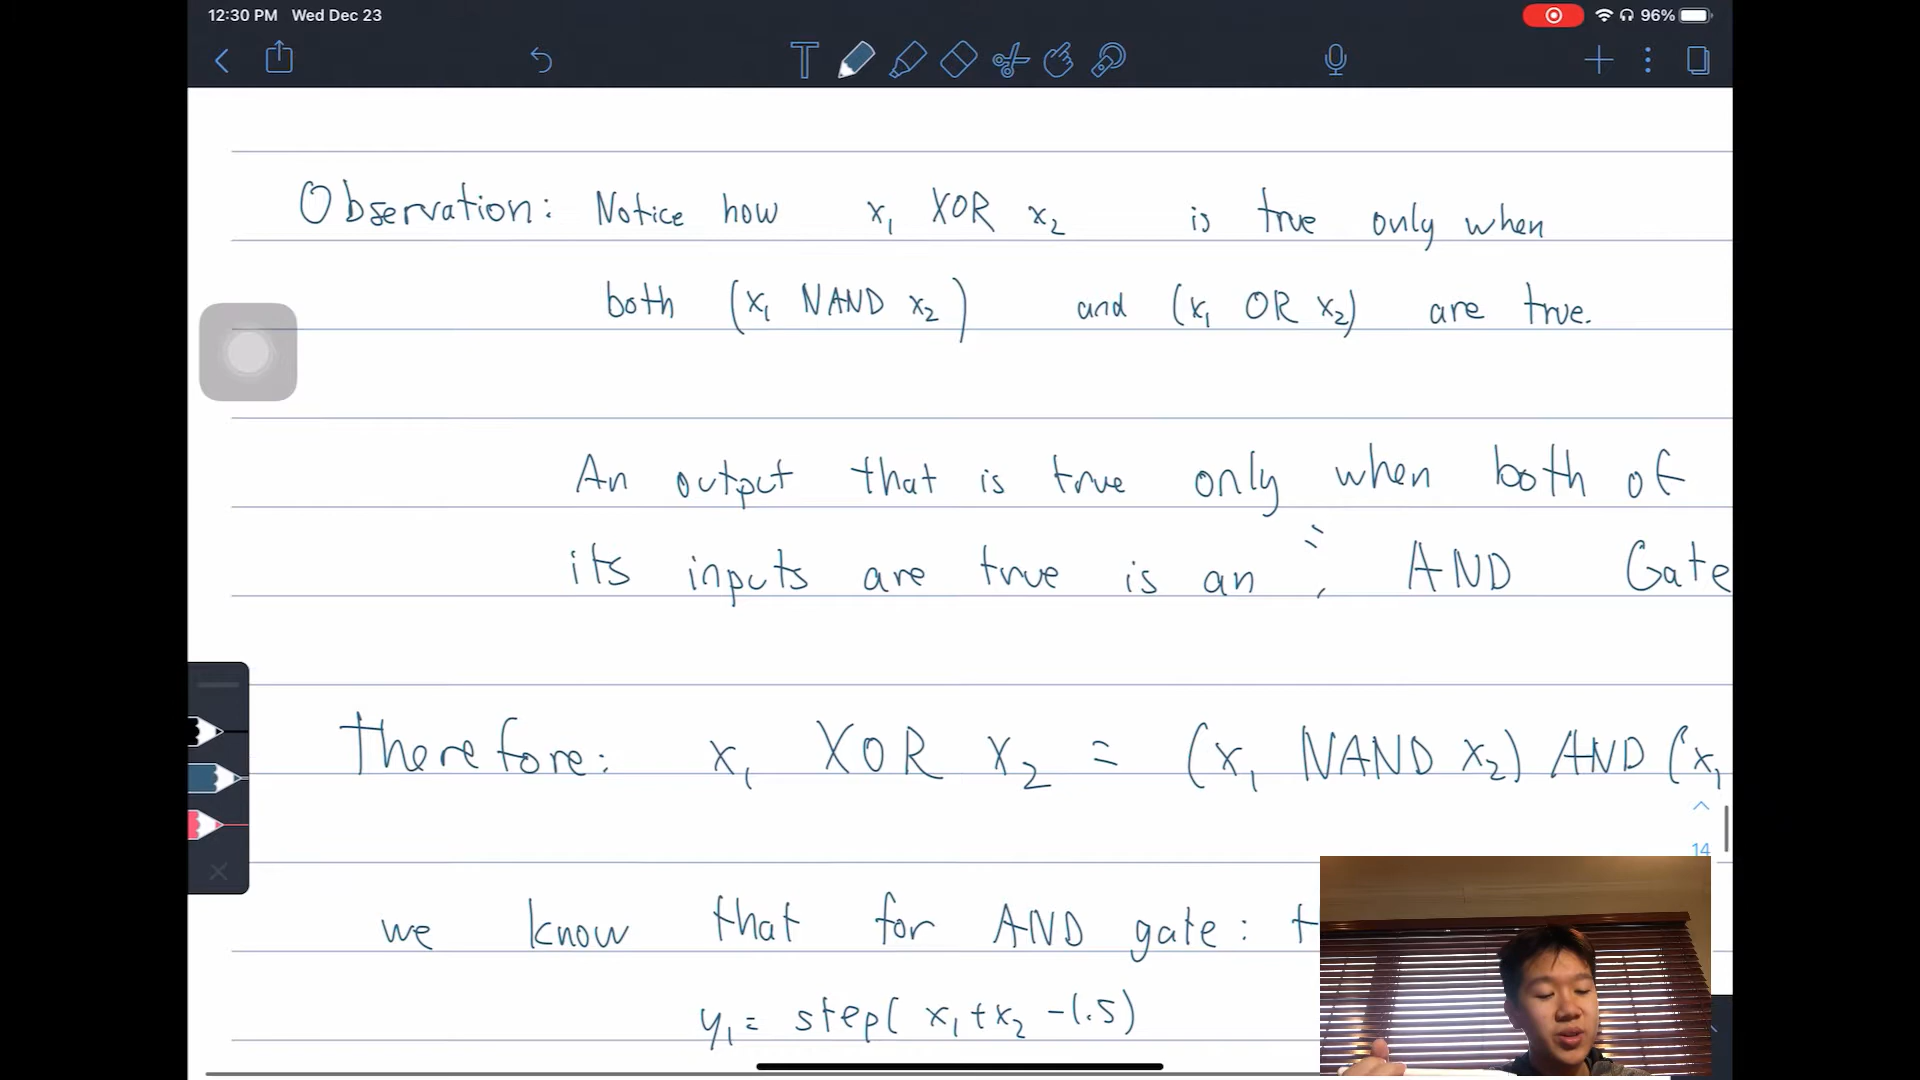 12:30 PM Wed Dec 23
96%
Observation: Notice how x₁ XOR x₂ is true only when
both (x₁ NAND x₂) and (x₁ OR x₂) are true.
An output that is true only when both of
its inputs are true is an : AND Gate
Therefore: x₁ XOR x₂ = (x₁ NAND x₂) AND (x₁
14
we know that for AND gate: t
y₁ = step( x₁+x₂ -1.5)